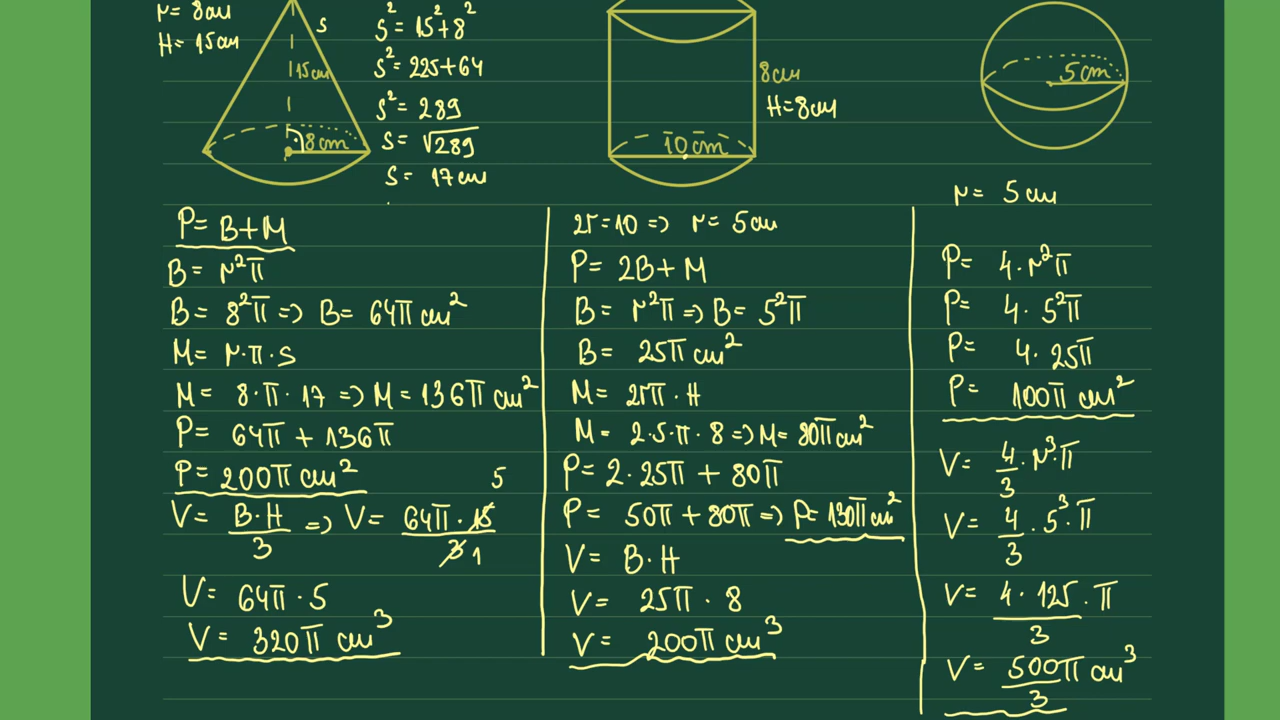 r = 8cm
H = 15cm
15cm
8cm
s
s² = 15² + 8²
s² = 225 + 64
s² = 289
s = √289
s = 17cm
P = B + M
B = r²π
B = 8²π => B = 64π cm²
M = r·π·s
M = 8·π·17 => M = 136π cm²
P = 64π + 136π
P = 200π cm²
V = B·H/3 => V = 64π·15/3 5 1
V = 64π·5
V = 320π cm³
8cm
H = 8cm
10cm
2r = 10 => r = 5cm
P = 2B + M
B = r²π => B = 5²π
B = 25π cm²
M = 2rπ·H
M = 2·5·π·8 => M = 80π cm²
P = 2·25π + 80π
P = 50π + 80π => P = 130π cm²
V = B·H
V = 25π·8
V = 200π cm³
5cm
r = 5cm
P = 4·r²π
P = 4·5²π
P = 4·25π
P = 100π cm²
V = 4/3·r³·π
V = 4/3·5³·π
V = 4·125/3·π
V = 500π/3 cm³